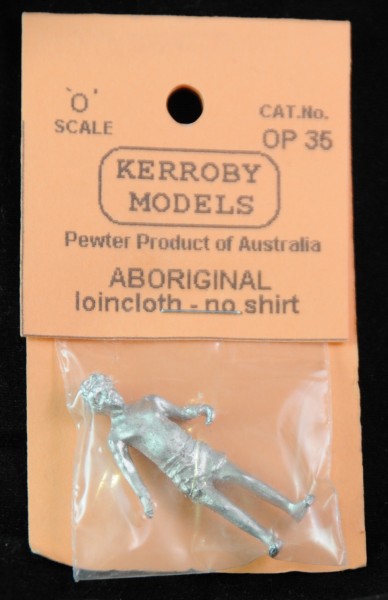 'O'
SCALE
CAT.No.
OP 35
KERROBY
MODELS
Pewter Product of Australia
ABORIGINAL
loincloth - no shirt